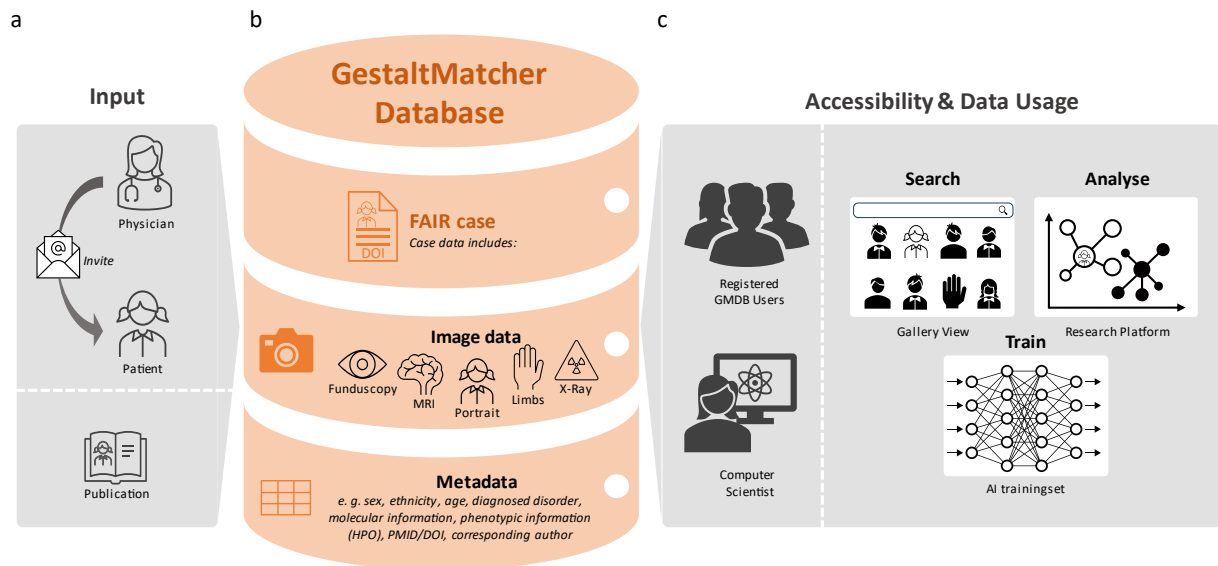 a
b
c
Input
Physician
@
Invite
Patient
Publication
GestaltMatcher
Database
DOI
FAIR case
Case data includes:
Image data
Funduscopy
MRI
Portrait
Limbs
X-Ray
Metadata
e. g. sex, ethnicity, age, diagnosed disorder,
molecular information, phenotypic information
(HPO), PMID/DOI, corresponding author
Accessibility & Data Usage
Registered
GMDB Users
Computer
Scientist
Search
Gallery View
Analyse
Research Platform
Train
AI trainingset